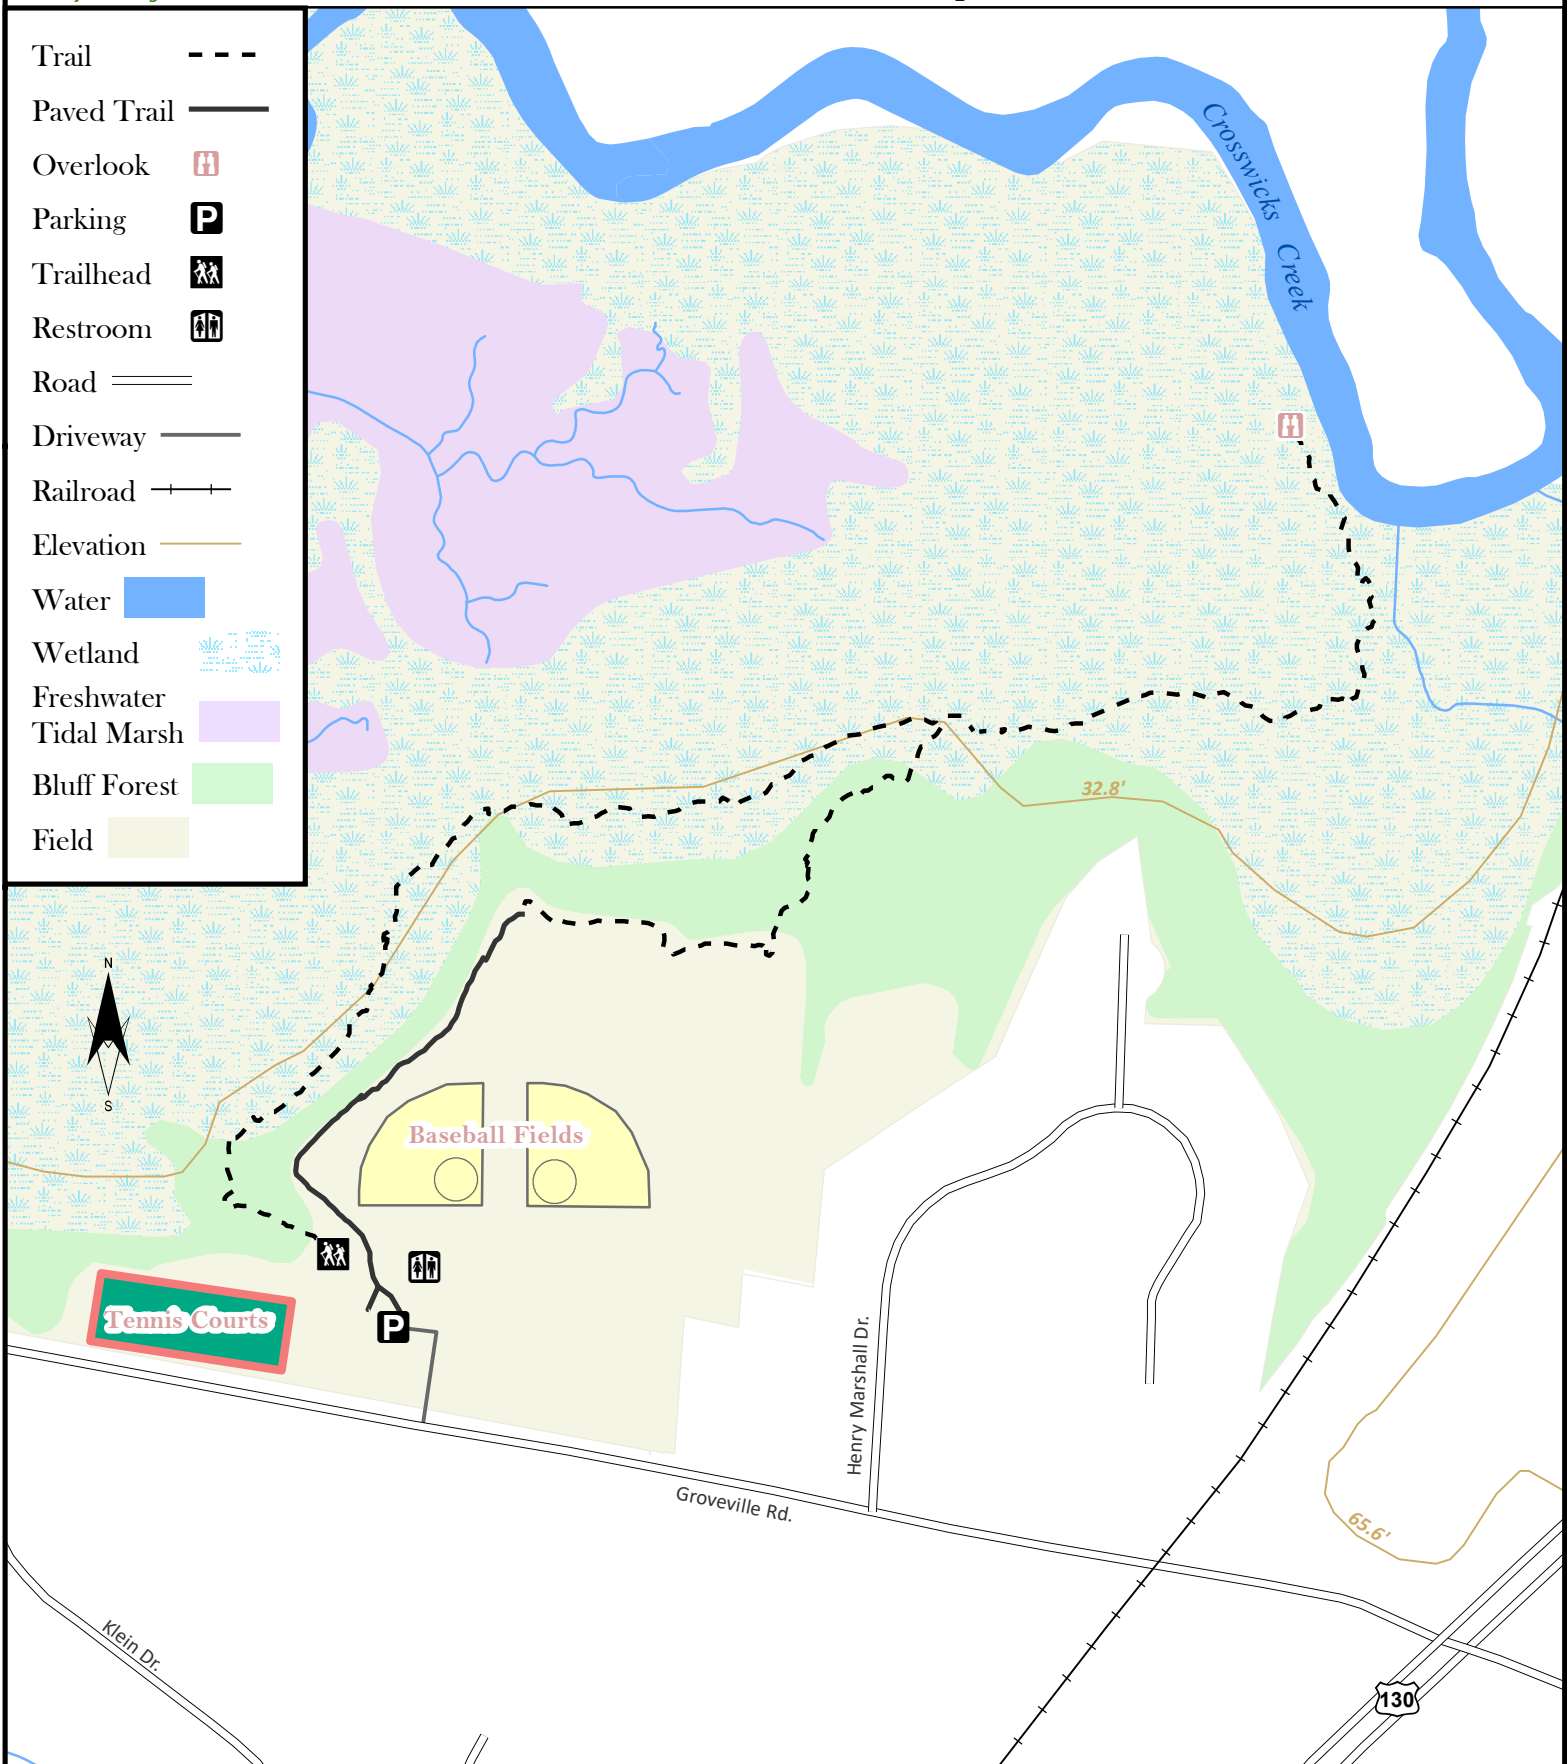 Trail
Paved Trail
Overlook
Parking
P
Trailhead
Restroom
Road
Driveway
Railroad
Elevation
Water
Wetland
Freshwater
Tidal Marsh
Bluff Forest
Field
Crosswicks
Creek
32.8'
N
S
Baseball Fields
Tennis Courts
P
Henry Marshall Dr.
Groveville Rd.
65.6'
Klein Dr.
130